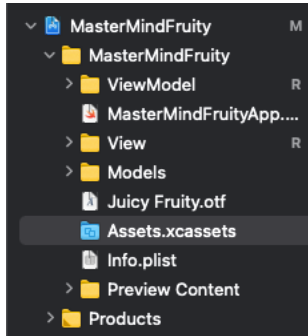 MasterMindFruity M
MasterMindFruity
ViewModel R
MasterMindFruityApp....
View R
Models
Juicy Fruity.otf
Assets.xcassets
Info.plist
Preview Content
Products